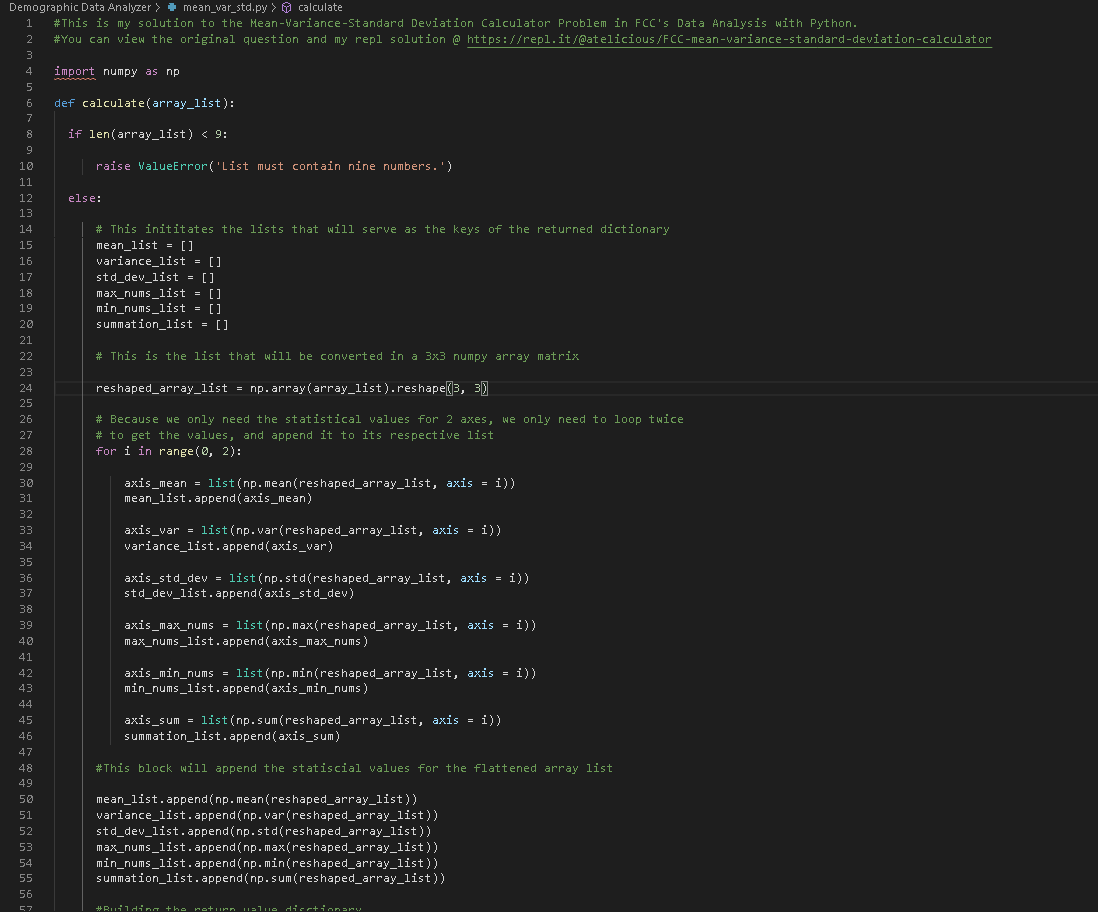 Demographic Data Analyzer > mean_var_std.py > calculate
1 #This is my solution to the Mean-Variance-Standard Deviation Calculator Problem in FCC's Data Analysis with Python.
2 #You can view the original question and my repl solution @ https://repl.it/@atelicious/FCC-mean-variance-standard-deviation-calculator
3
4 import numpy as np
5
6 def calculate(array_list):
7
8 if len(array_list) < 9:
9
10 raise ValueError('List must contain nine numbers.')
11
12 else:
13
14 # This inititates the lists that will serve as the keys of the returned dictionary
15 mean_list = []
16 variance_list = []
17 std_dev_list = []
18 max_nums_list = []
19 min_nums_list = []
20 summation_list = []
21
22 # This is the list that will be converted in a 3x3 numpy array matrix
23
24 reshaped_array_list = np.array(array_list).reshape(3, 3)
25
26 # Because we only need the statistical values for 2 axes, we only need to loop twice
27 # to get the values, and append it to its respective list
28 for i in range(0, 2):
29
30 axis_mean = list(np.mean(reshaped_array_list, axis = i))
31 mean_list.append(axis_mean)
32
33 axis_var = list(np.var(reshaped_array_list, axis = i))
34 variance_list.append(axis_var)
35
36 axis_std_dev = list(np.std(reshaped_array_list, axis = i))
37 std_dev_list.append(axis_std_dev)
38
39 axis_max_nums = list(np.max(reshaped_array_list, axis = i))
40 max_nums_list.append(axis_max_nums)
41
42 axis_min_nums = list(np.min(reshaped_array_list, axis = i))
43 min_nums_list.append(axis_min_nums)
44
45 axis_sum = list(np.sum(reshaped_array_list, axis = i))
46 summation_list.append(axis_sum)
47
48 #This block will append the statiscial values for the flattened array list
49
50 mean_list.append(np.mean(reshaped_array_list))
51 variance_list.append(np.var(reshaped_array_list))
52 std_dev_list.append(np.std(reshaped_array_list))
53 max_nums_list.append(np.max(reshaped_array_list))
54 min_nums_list.append(np.min(reshaped_array_list))
55 summation_list.append(np.sum(reshaped_array_list))
56
57 #Building the return value disctionary